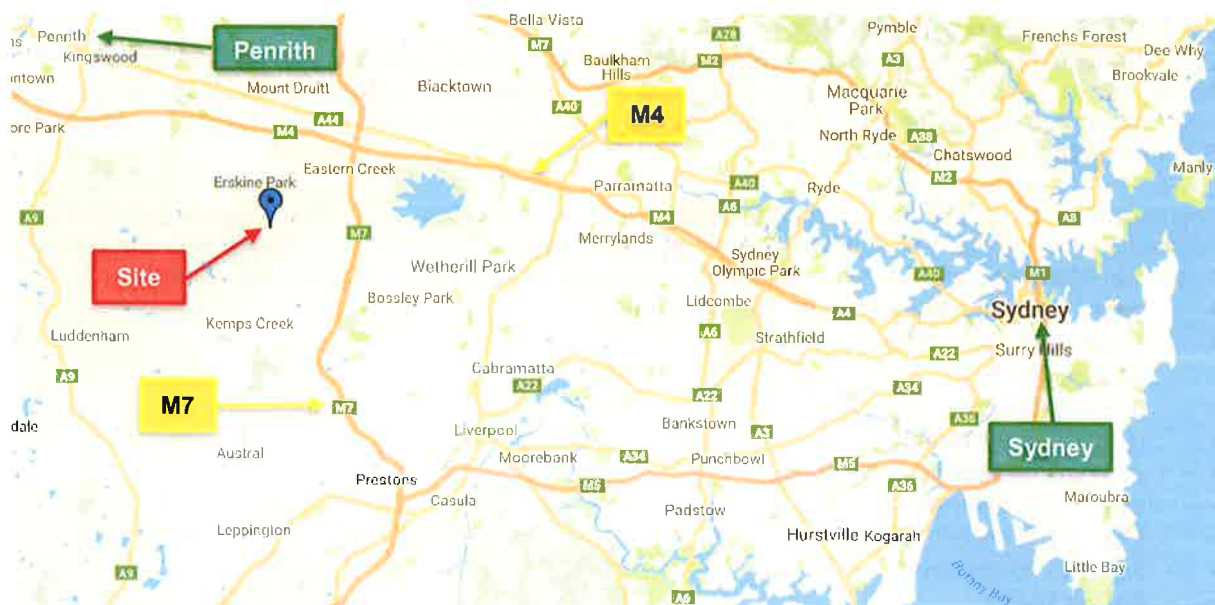 Bella Vista
Pymble
Penrith
Penrith
M7
A28
Frenchs Forest
Kingswood
Baulkham
Hills
M2
A3
Dee Why
Brookvale
Mount Druitt
Blacktown
M4
Macquarie
Park
A40
ore Park
M4
A44
North Ryde
A38
Chatswood
Eastern Creek
Manly
M2
Erskine Park
Parramatta
A40
Ryde
A9
A6
M4
A8
M7
Merrylands
Sydney
Olympic Park
Wetherill Park
Site
A40
M1
Bossley Park
Lidcombe
Sydney
A4
Kemps Creek
Luddenham
A6
Strathfield
A22
Surry Hills
Cabramatta
A9
A22
A34
M7
M7
A22
A36
dale
Bankstown
Liverpool
A3
Austral
Sydney
Moorebank
A34
Punchbowl
M5
Prestons
M5
A36
Casula
Maroubra
Padstow
Leppington
Hurstville
Kogarah
A9
Little Bay
Botany Bay
A6